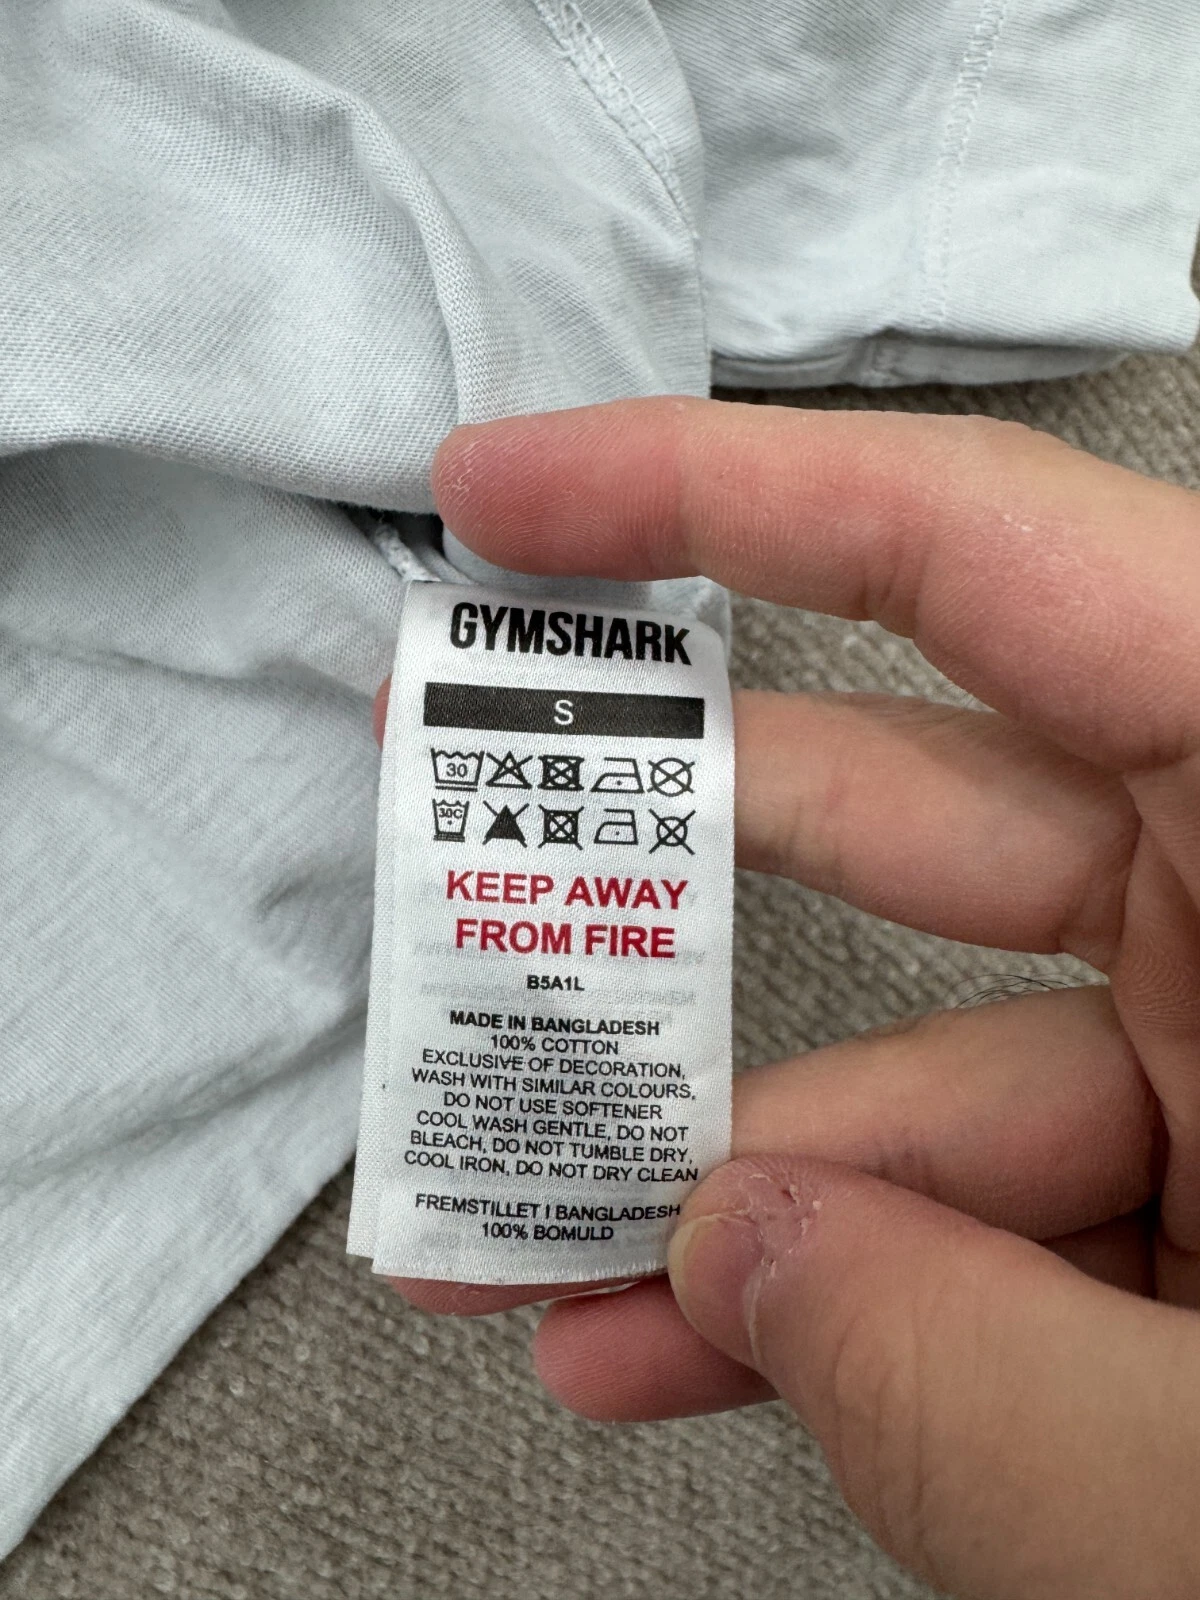 GYMSHARK
S
30
30C
KEEP AWAY
FROM FIRE
B5A1L
MADE IN BANGLADESH
100% COTTON
EXCLUSIVE OF DECORATION,
WASH WITH SIMILAR COLOURS,
DO NOT USE SOFTENER
COOL WASH GENTLE, DO NOT
BLEACH, DO NOT TUMBLE DRY,
COOL IRON, DO NOT DRY CLEAN
FREMSTILLET I BANGLADESH
100% BOMULD